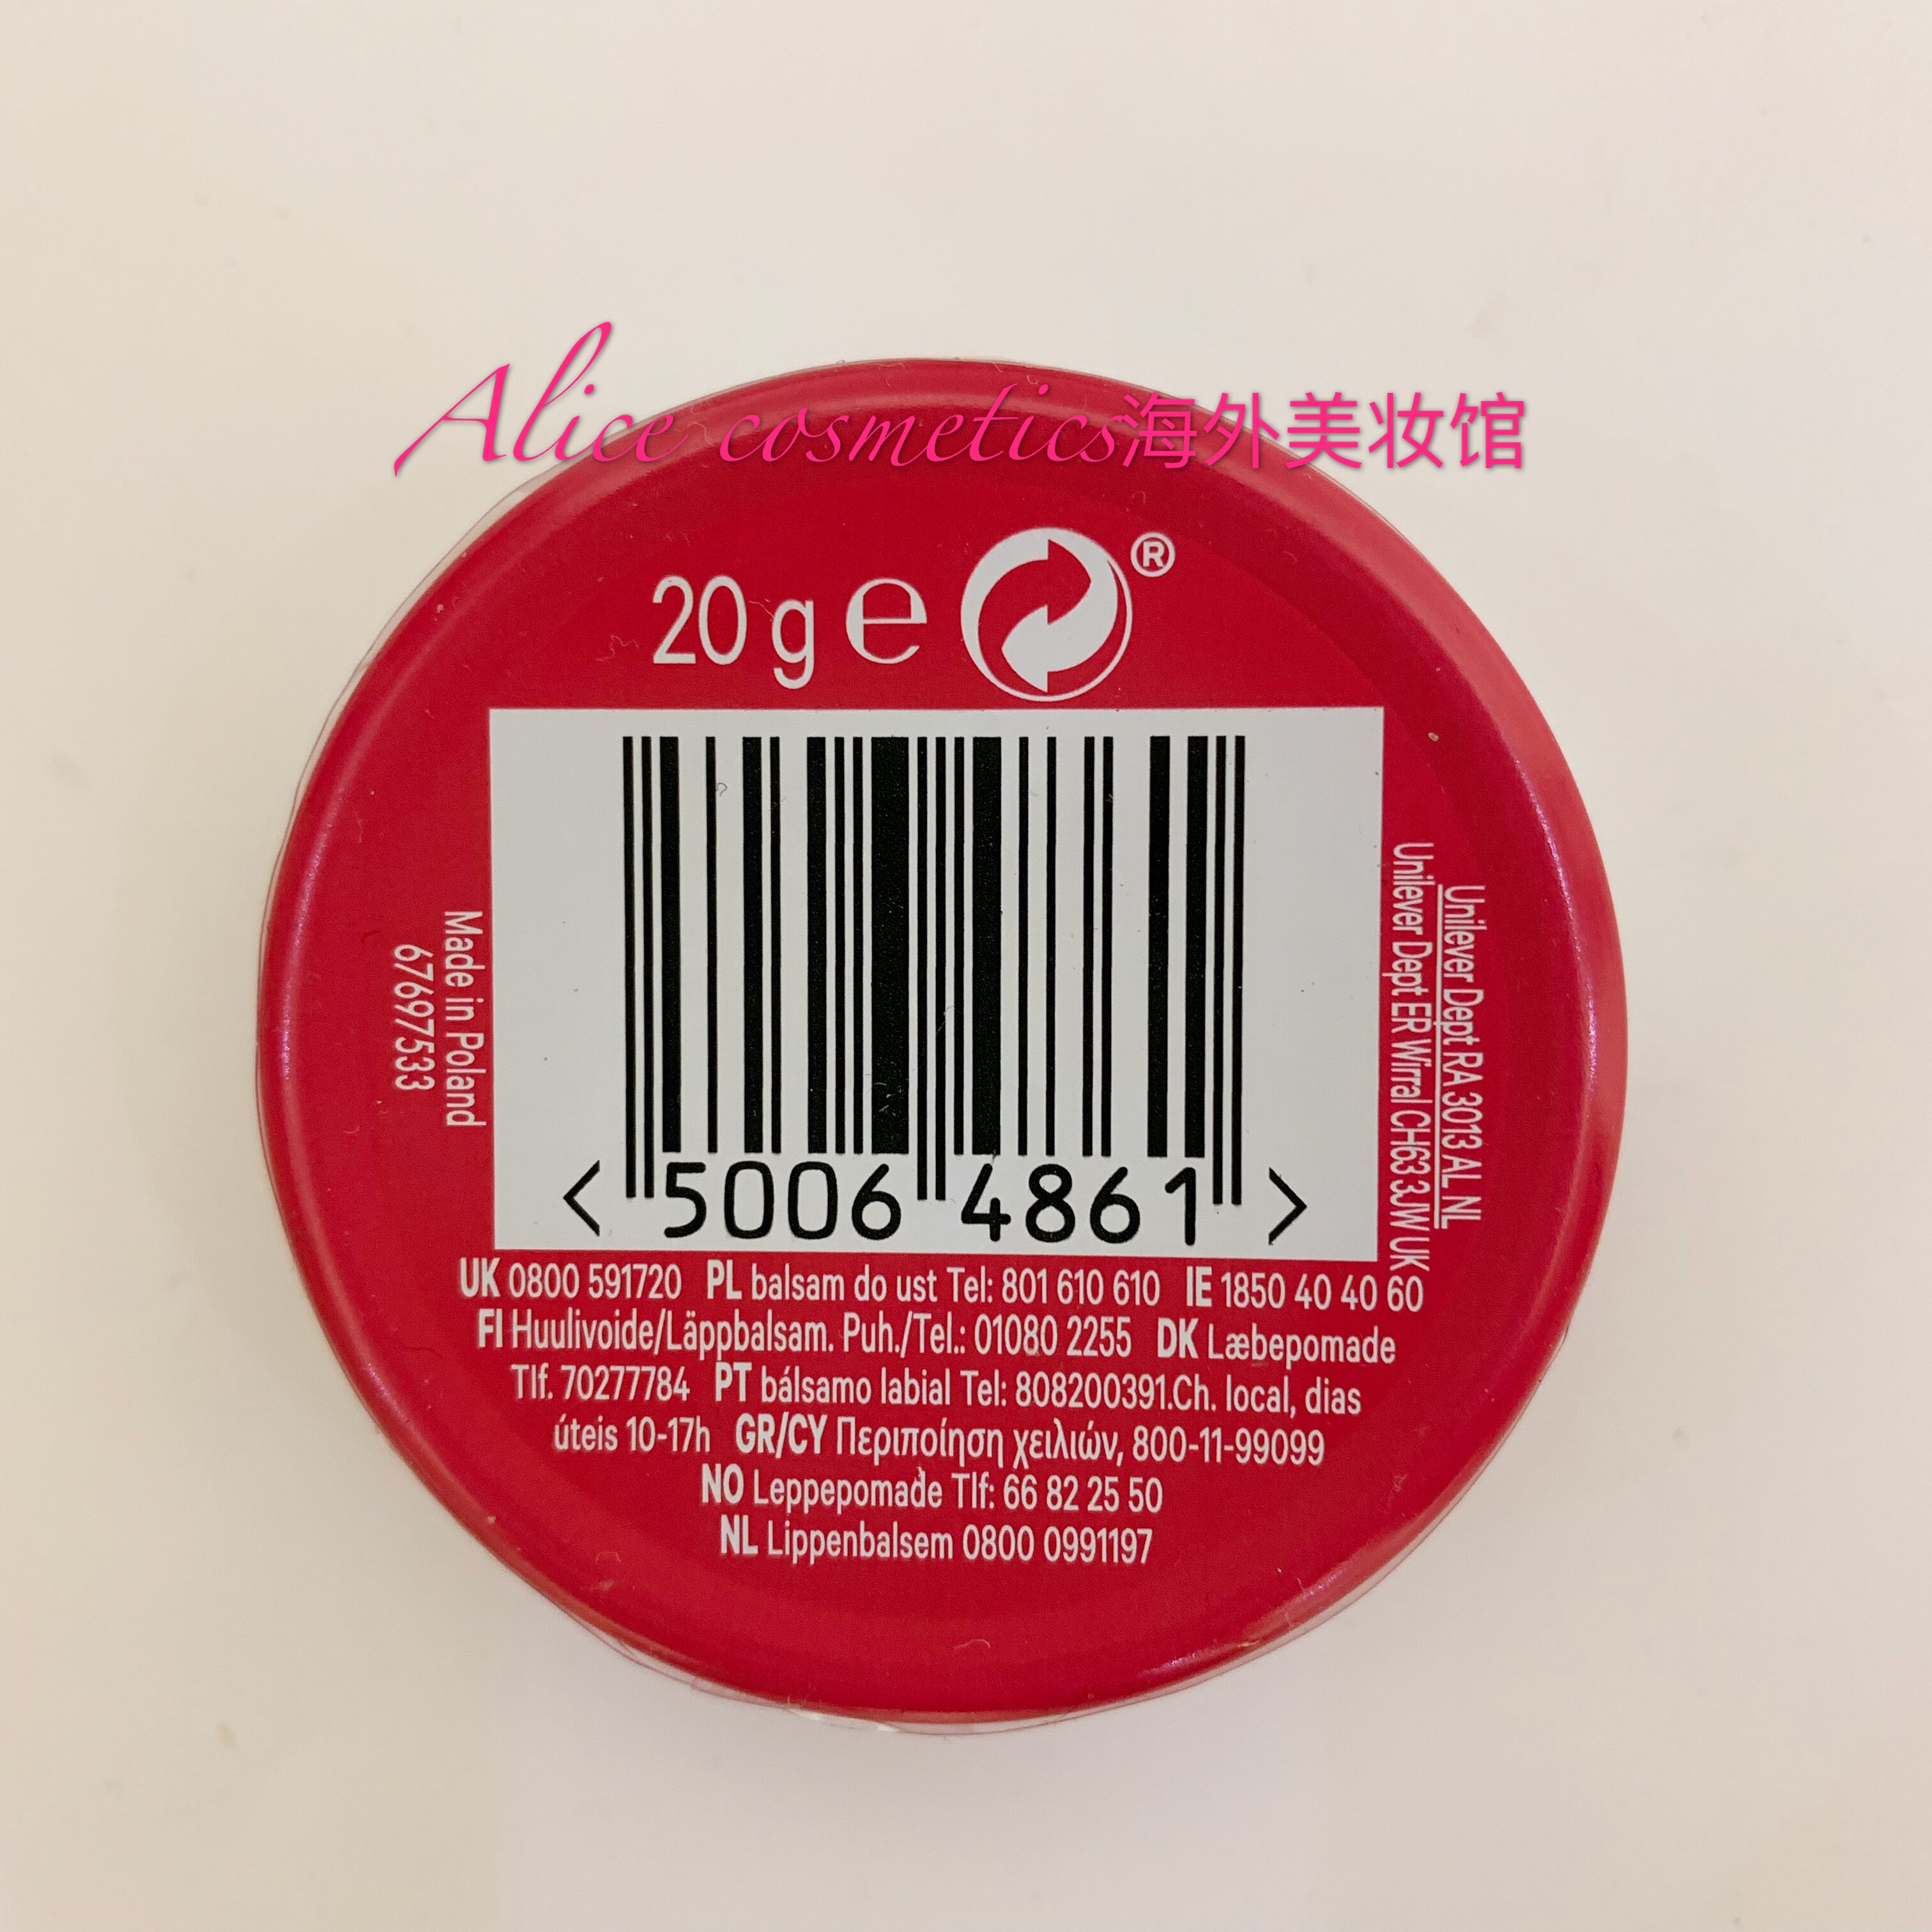 Alice cosmetics海外美妆馆
20 g e ®
Made in Poland
67697533
Unilever Dept RA 3013 AL NL
Unilever Dept ER Wirral CH63 3JW UK
<5006 4861>
UK 0800 591720 PL balsam do ust Tel: 801 610 610 IE 1850 40 40 60
FI Huulivoide/Läppbalsam. Puh./Tel.: 01080 2255 DK Læbepomade
Tlf. 70277784 PT bálsamo labial Tel: 808200391.Ch. local, dias
úteis 10-17h GR/CY Περιποίηση χειλιών, 800-11-99099
NO Leppepomade Tlf: 66 82 25 50
NL Lippenbalsem 0800 0991197